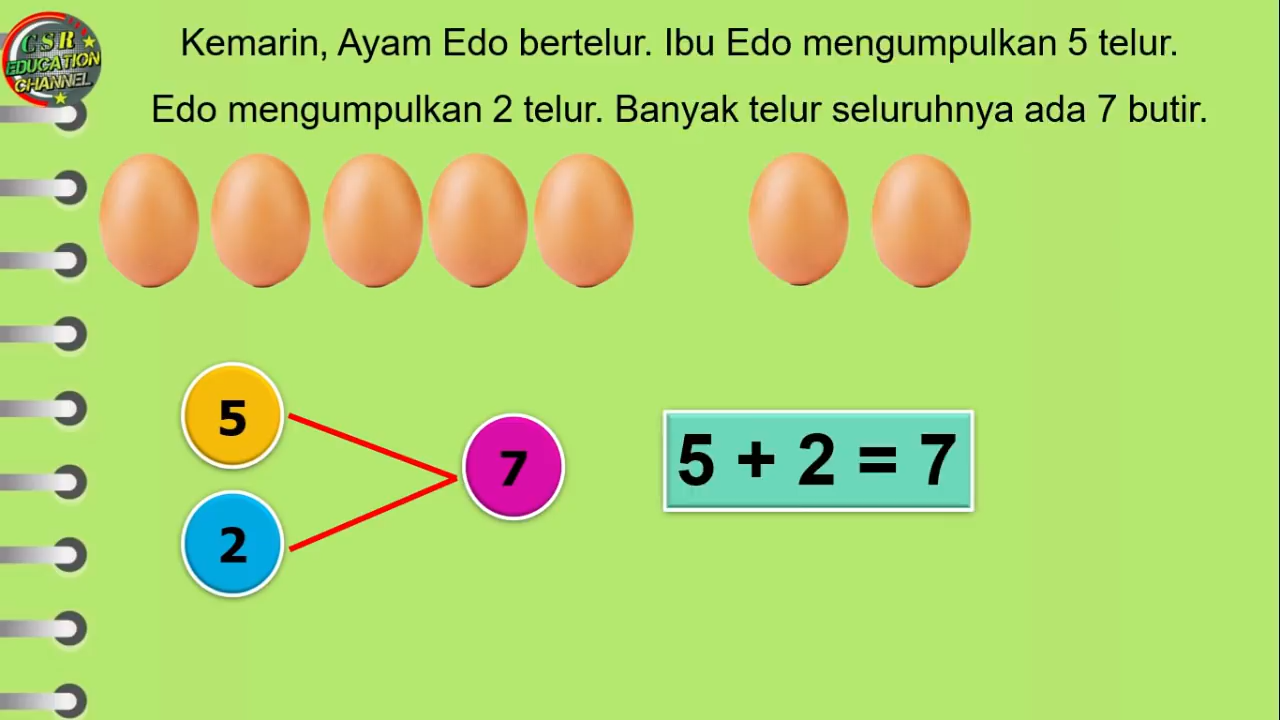 CSR
EDUCATION
CHANNEL
Kemarin, Ayam Edo bertelur. Ibu Edo mengumpulkan 5 telur.
Edo mengumpulkan 2 telur. Banyak telur seluruhnya ada 7 butir.
5
2
7
5 + 2 = 7